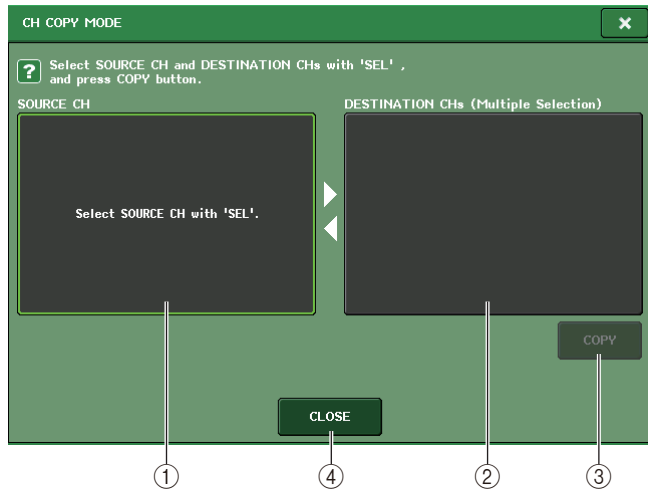 CH COPY MODE
?
Select SOURCE CH and DESTINATION CHs with 'SEL' ,
and press COPY button.
SOURCE CH
DESTINATION CHs (Multiple Selection)
Select SOURCE CH with 'SEL'.
COPY
CLOSE
① ④ ② ③